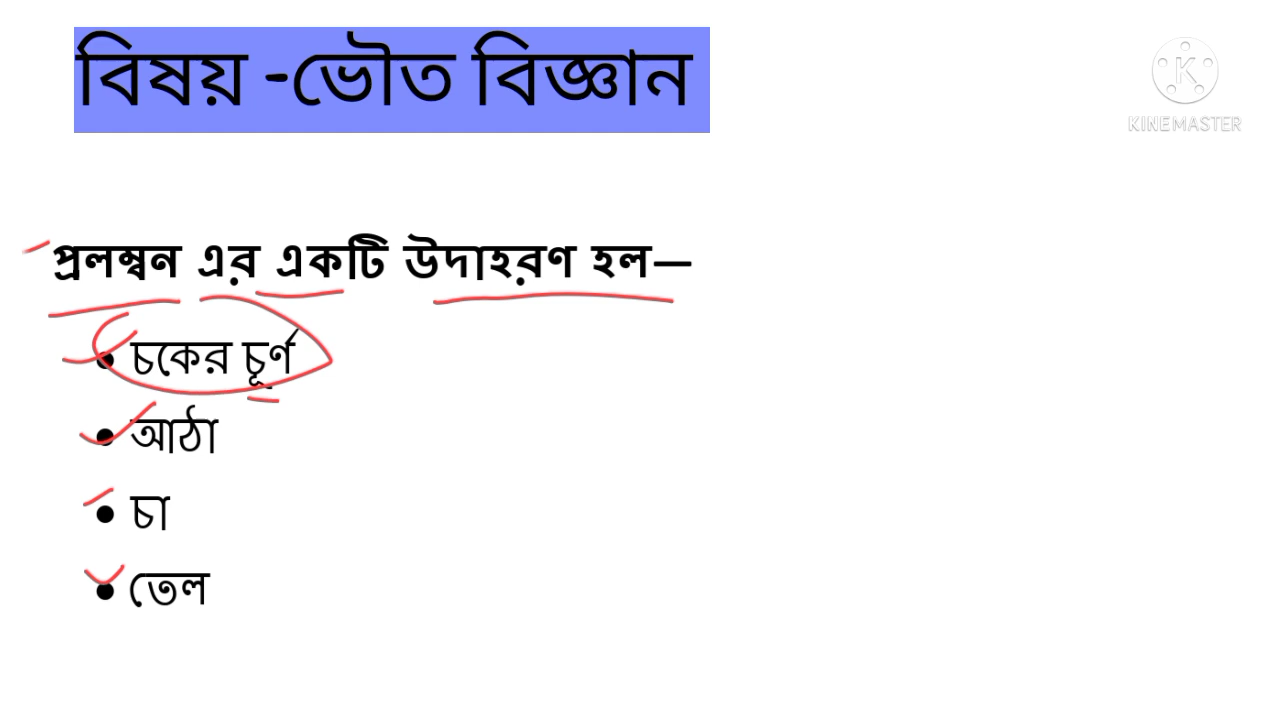 বিষয় -ভৌত বিজ্ঞান
KINEMASTER
প্রলম্বন এর একটি উদাহরণ হল—
• চকের চূর্ণ
• আঠা
• চা
• তেল